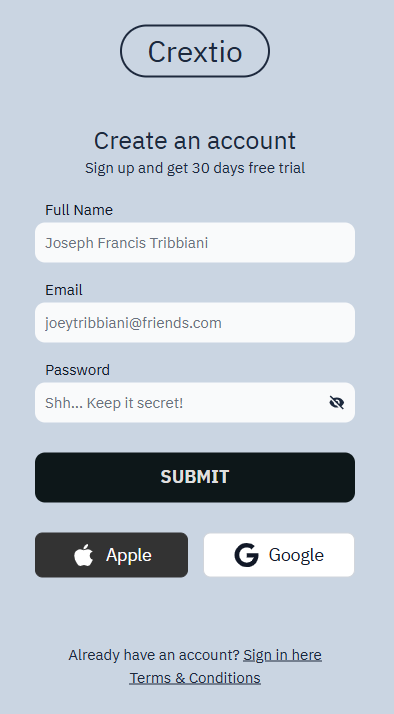 Crextio
Create an account
Sign up and get 30 days free trial
Full Name
Joseph Francis Tribbiani
Email
joeytribbiani@friends.com
Password
Shh... Keep it secret!
SUBMIT
Apple
Google
Already have an account? Sign in here
Terms & Conditions